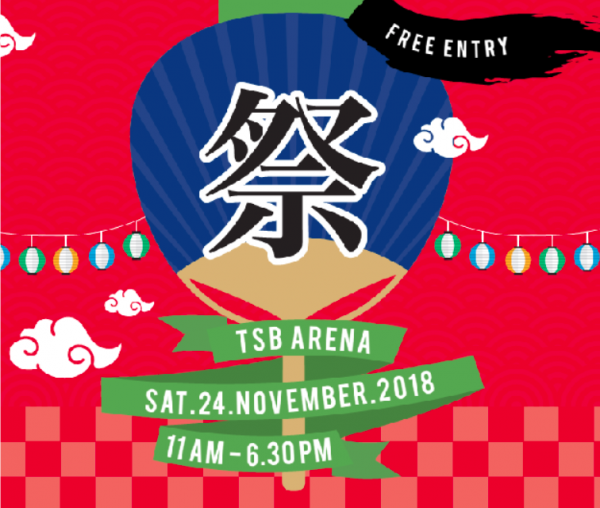 FREE ENTRY
祭
TSB ARENA
SAT.24.NOVEMBER.2018
11AM – 6.30PM